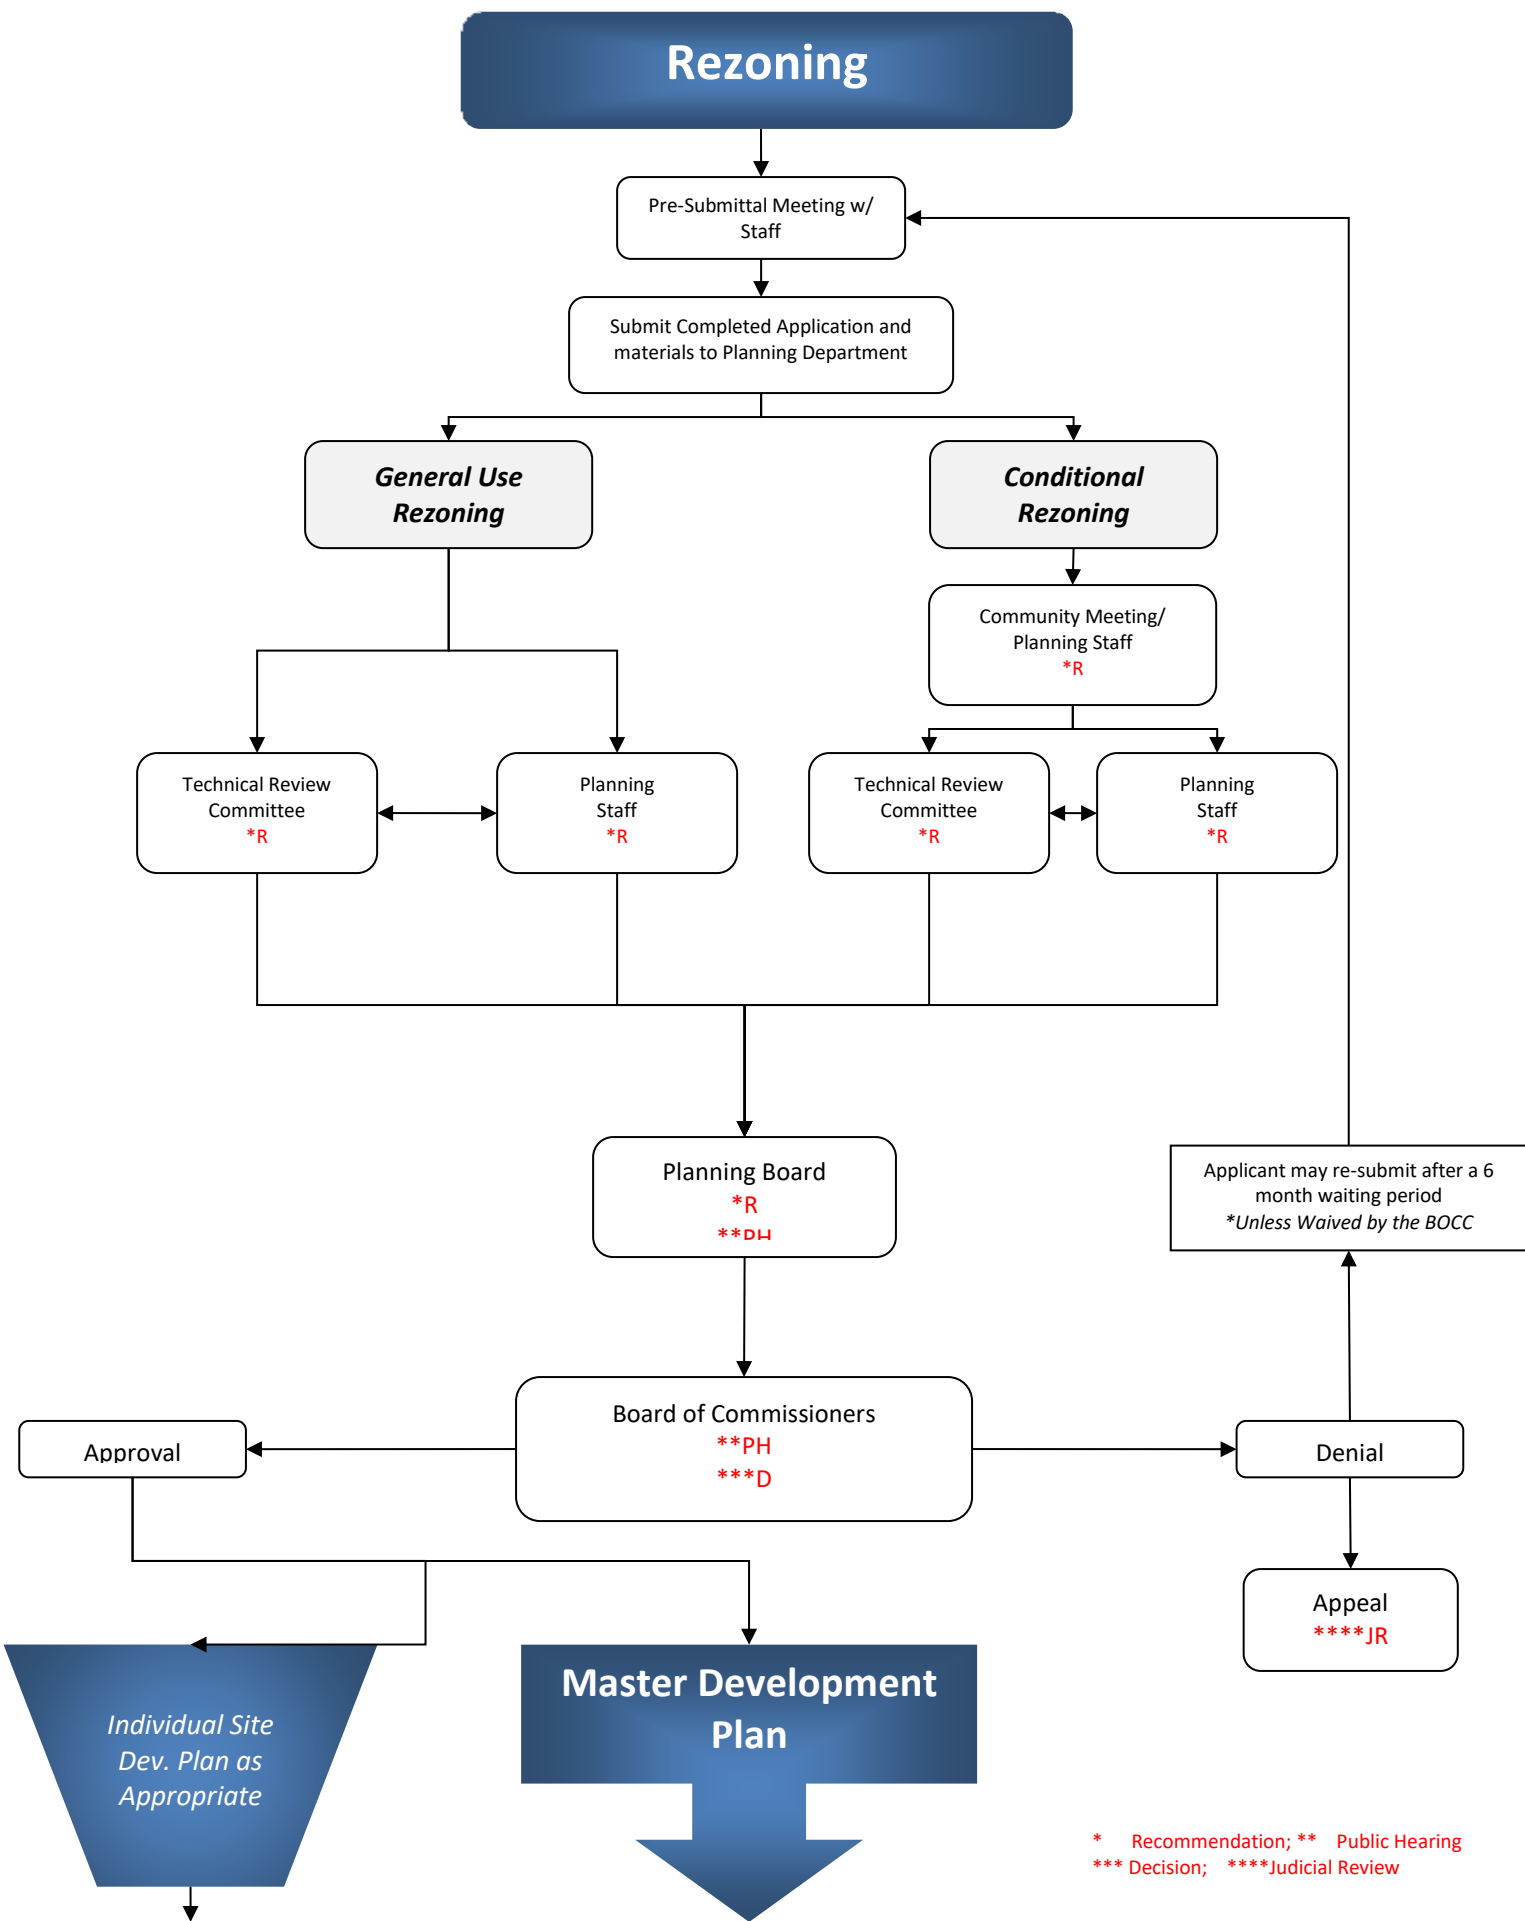 Rezoning
Pre-Submittal Meeting w/
Staff
Submit Completed Application and
materials to Planning Department
General Use
Rezoning
Conditional
Rezoning
Community Meeting/
Planning Staff
*R
Technical Review
Committee
*R
Planning
Staff
*R
Technical Review
Committee
*R
Planning
Staff
*R
Planning Board
*R
**PH
Applicant may re-submit after a 6
month waiting period
*Unless Waived by the BOCC
Board of Commissioners
**PH
***D
Approval
Denial
Appeal
****JR
Individual Site
Dev. Plan as
Appropriate
Master Development
Plan
* Recommendation; ** Public Hearing
*** Decision; ****Judicial Review